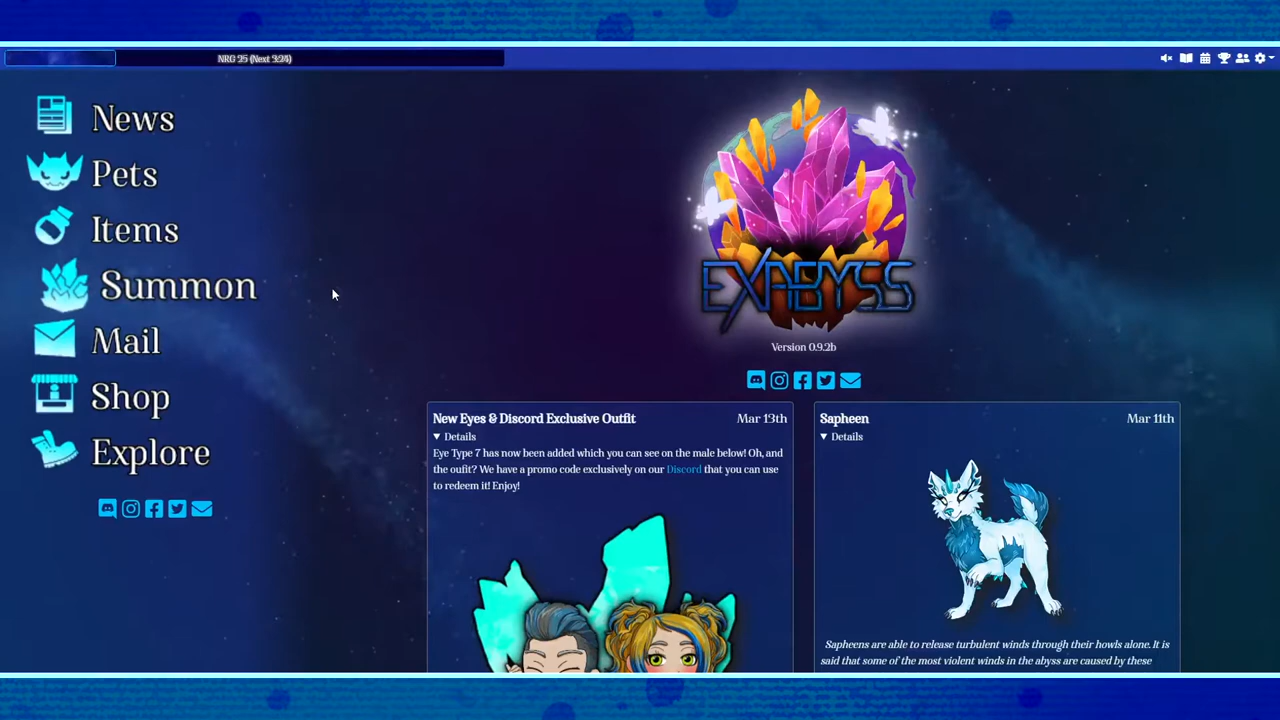 NRG 25 (Next 3:24)
News
Pets
Items
Summon
Mail
Shop
Explore
EXABYSS
Version 0.9.2b
New Eyes & Discord Exclusive Outfit
Mar 13th
Details
Eye Type 7 has now been added which you can see on the male below! Oh, and
the oufit? We have a promo code exclusively on our Discord that you can use
to redeem it! Enjoy!
Sapheen
Mar 11th
Details
Sapheens are able to release turbulent winds through their howls alone. It is
said that some of the most violent winds in the abyss are caused by these